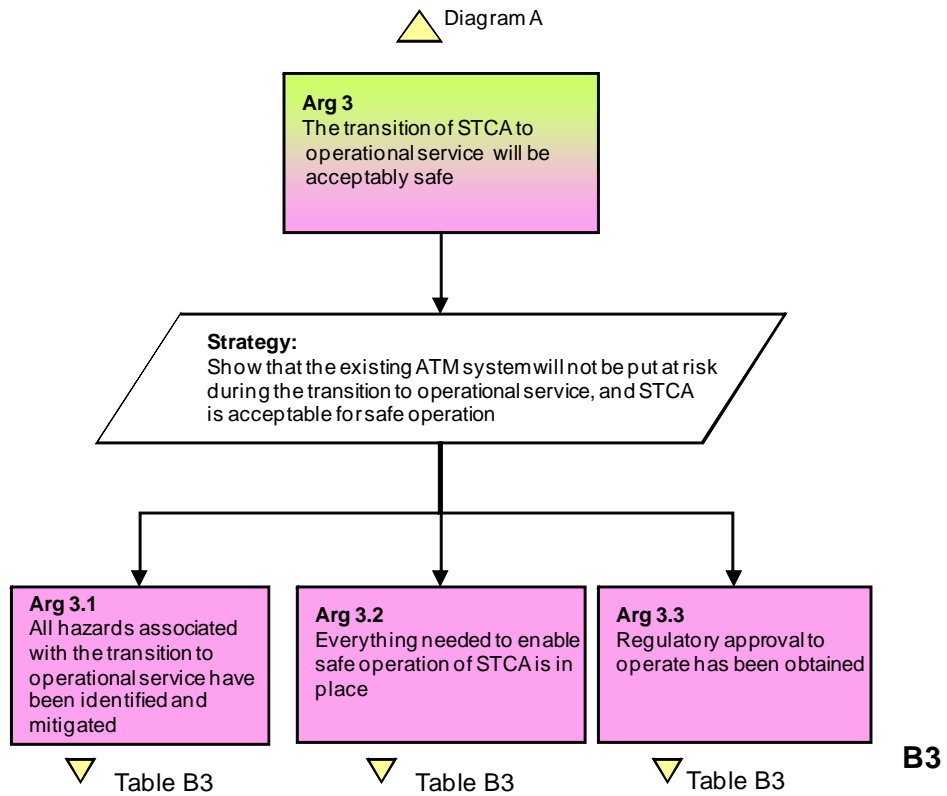 Diagram A
Arg 3
The transition of STCA to
operational service will be
acceptably safe
Strategy:
Show that the existing ATM system will not be put at risk
during the transition to operational service, and STCA
is acceptable for safe operation
Arg 3.1
All hazards associated
with the transition to
operational service have
been identified and
mitigated
Arg 3.2
Everything needed to enable
safe operation of STCA is in
place
Arg 3.3
Regulatory approval to
operate has been obtained
Table B3
Table B3
Table B3
B3